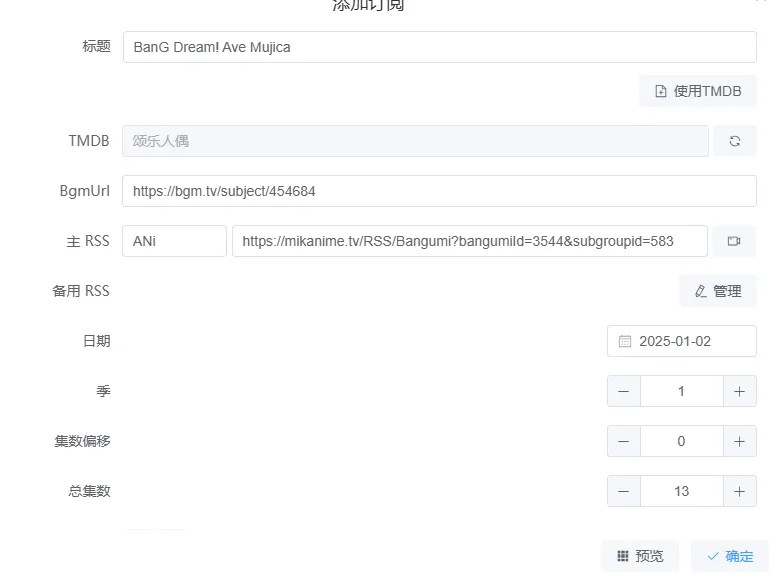 添加订阅
标题 BanG Dream! Ave Mujica
使用TMDB
TMDB 颂乐人偶
BgmUrl https://bgm.tv/subject/454684
主 RSS ANi https://mikanime.tv/RSS/Bangumi?bangumiId=3544&subgroupid=583
备用 RSS 管理
日期 2025-01-02
季 1
集数偏移 0
总集数 13
预览 确定